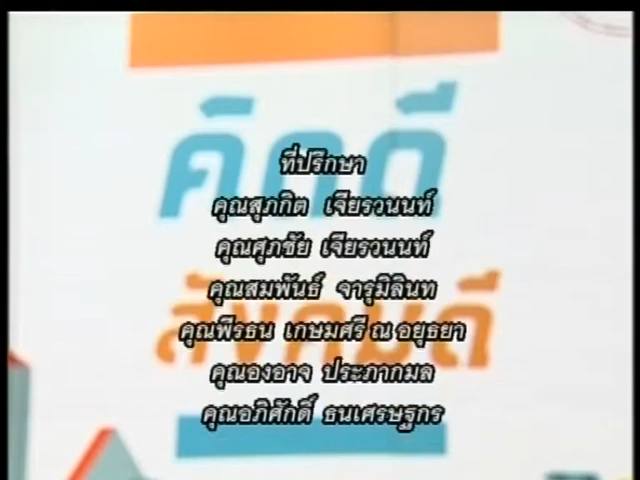 คิดดี
สังคมดี
ที่ปรึกษา
คุณสุภกิต เจียรวนนท์
คุณศุภชัย เจียรวนนท์
คุณสมพันธ์ จารุมิลินท
คุณพีรธน เกษมศรี ณ อยุธยา
คุณองอาจ ประภากมล
คุณอภิศักดิ์ ธนเศรษฐกร